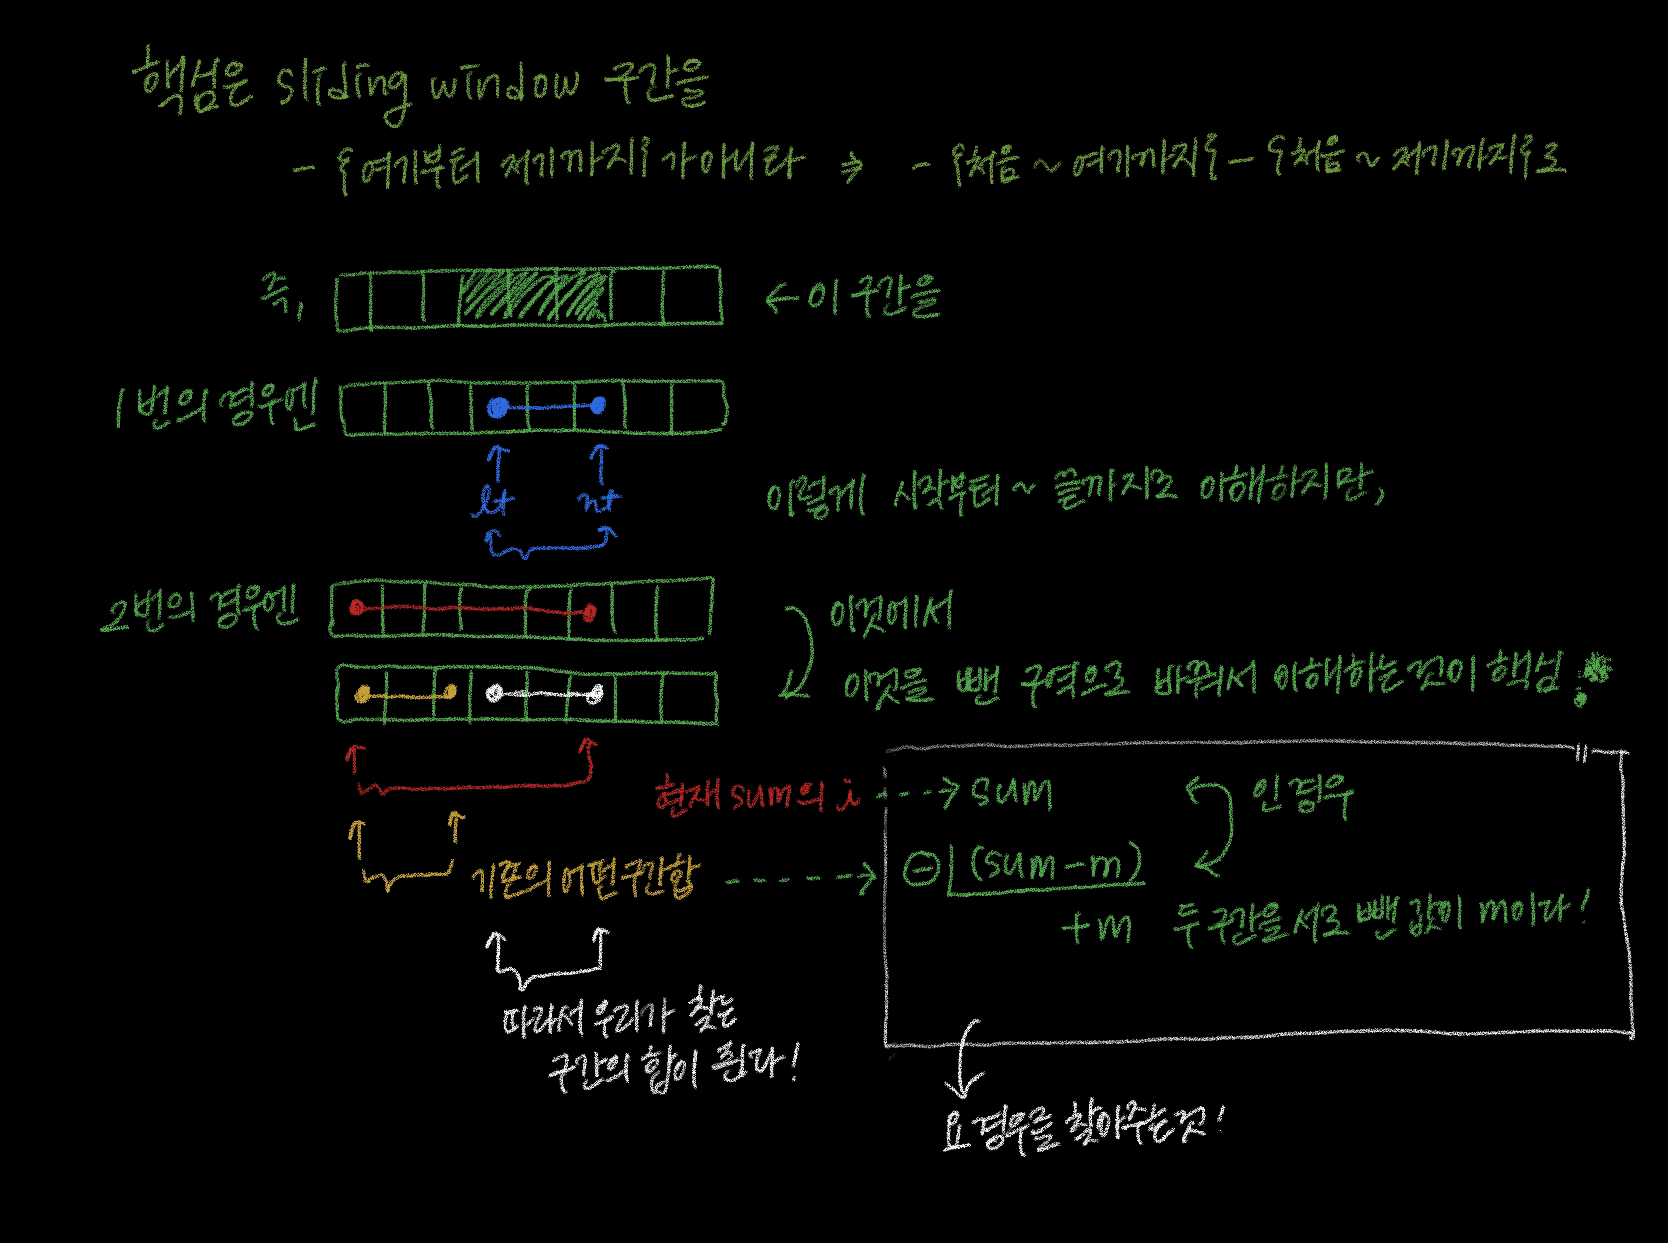 핵심은 sliding window 구간을
- {여기부터 저기까지}가 아니라 ⇒ - {처음 ~ 여기까지} - {처음 ~ 저기까지}로
즉,
← 이 구간을
1번의 경우엔
lt rt
이렇게 시작부터 ~ 끝까지로 이해하지만,
2번의 경우엔
이것에서
이것을 뺀 구역으로 바꿔서 이해하는것이 핵심!
현재 sum의 i ---> sum 인 경우
기존의 어떤구간합 -----> ⊖ (sum-m)
+m 두 구간을 서로 뺀 값이 m이다!
따라서 우리가 찾는
구간의 합이 된다!
요 경우를 찾아주는것!